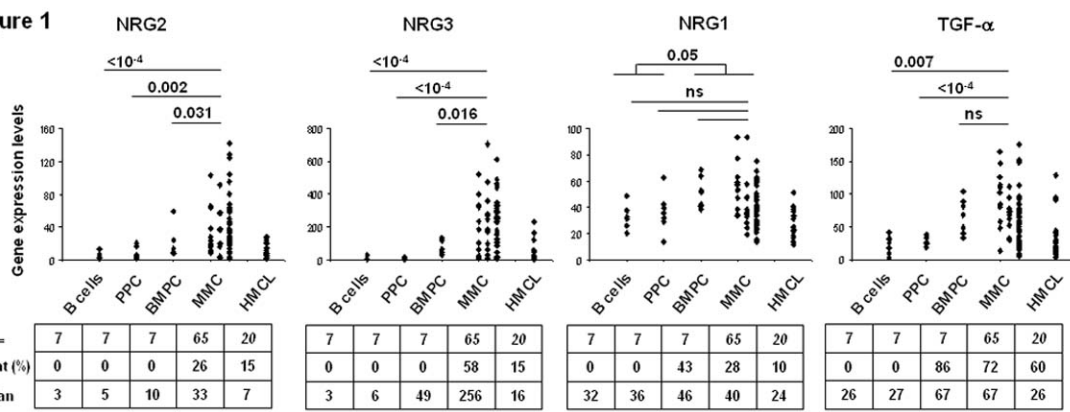 ure 1
NRG2 NRG3 NRG1 TGF-α
<10-4 <10-4 0.05 0.007
0.002 <10-4 ns <10-4
0.031 0.016 ns
Gene expression levels
160 800 100 200
120 600 80 150
80 400 60 100
40 200 40 50
0 0 20 0
0
B cells PPC BMPC MMC HMCL B cells PPC BMPC MMC HMCL B cells PPC BMPC MMC HMCL B cells PPC BMPC MMC HMCL
= 7 7 7 65 20 7 7 7 65 20 7 7 7 65 20 7 7 7 65 20
t (%) 0 0 0 26 15 0 0 0 58 15 0 0 43 28 10 0 0 86 72 60
an 3 5 10 33 7 3 6 49 256 16 32 36 46 40 24 26 27 67 67 26